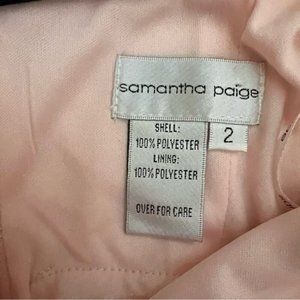 samantha paige
2
SHELL:
100% POLYESTER
LINING:
100% POLYESTER
OVER FOR CARE